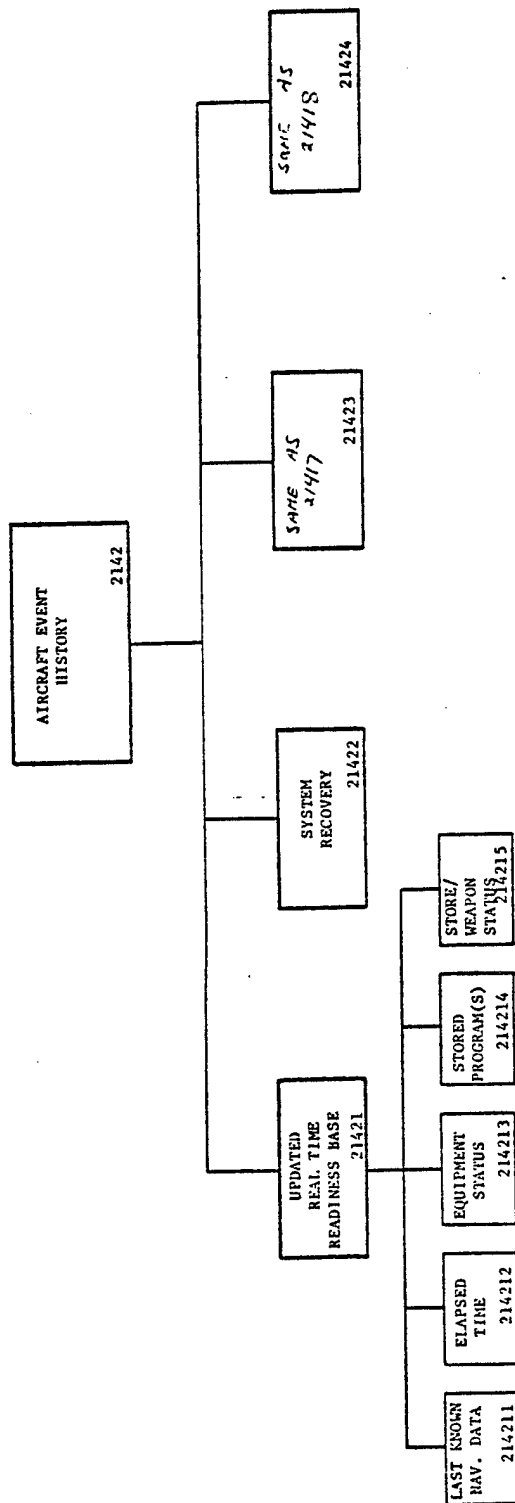 AIRCRAFT EVENT
HISTORY
2142
UPDATED
REAL TIME
READINESS BASE
21421
SYSTEM
RECOVERY
21422
SAME AS
21417
21423
SAME AS
21418
21424
LAST KNOWN
NAV. DATA
214211
ELAPSED
TIME
214212
EQUIPMENT
STATUS
214213
STORED
PROGRAM(S)
214214
STORE/
WEAPON
STATUS
214215